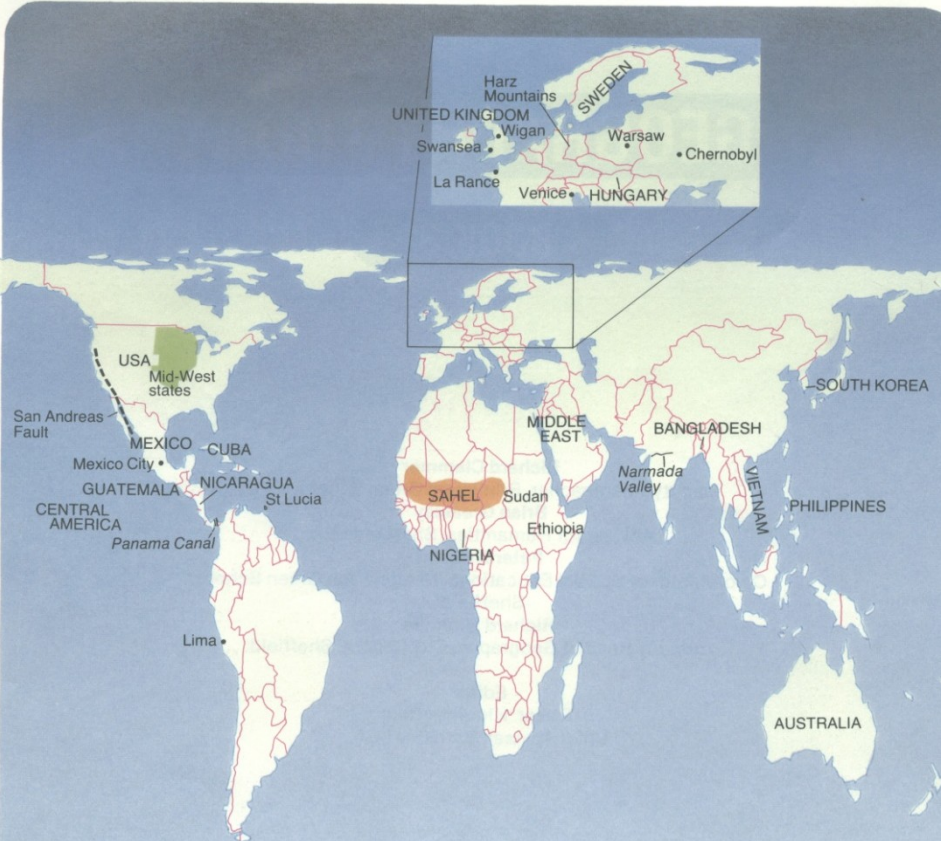 Harz
Mountains
SWEDEN
UNITED KINGDOM
Wigan
Warsaw
Swansea
Chernobyl
La Rance
Venice
HUNGARY
USA
Mid-West
states
San Andreas
Fault
MEXICO
CUBA
Mexico City
GUATEMALA
NICARAGUA
St Lucia
CENTRAL
AMERICA
Panama Canal
Lima
MIDDLE
EAST
SAHEL
Sudan
Ethiopia
NIGERIA
SOUTH KOREA
BANGLADESH
Narmada
Valley
VIETNAM
PHILIPPINES
AUSTRALIA